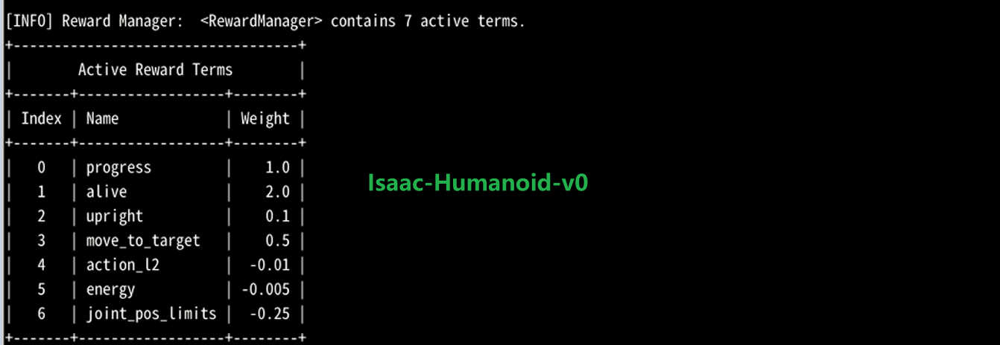 [INFO] Reward Manager:  <RewardManager> contains 7 active terms.
+-----------------------------------+
|        Active Reward Terms        |
+-------+------------------+--------+
| Index | Name             | Weight |
+-------+------------------+--------+
|   0   | progress         |    1.0 |
|   1   | alive            |    2.0 |
|   2   | upright          |    0.1 |
|   3   | move_to_target   |    0.5 |
|   4   | action_l2        |  -0.01 |
|   5   | energy           | -0.005 |
|   6   | joint_pos_limits |  -0.25 |
+-------+------------------+--------+
Isaac-Humanoid-v0